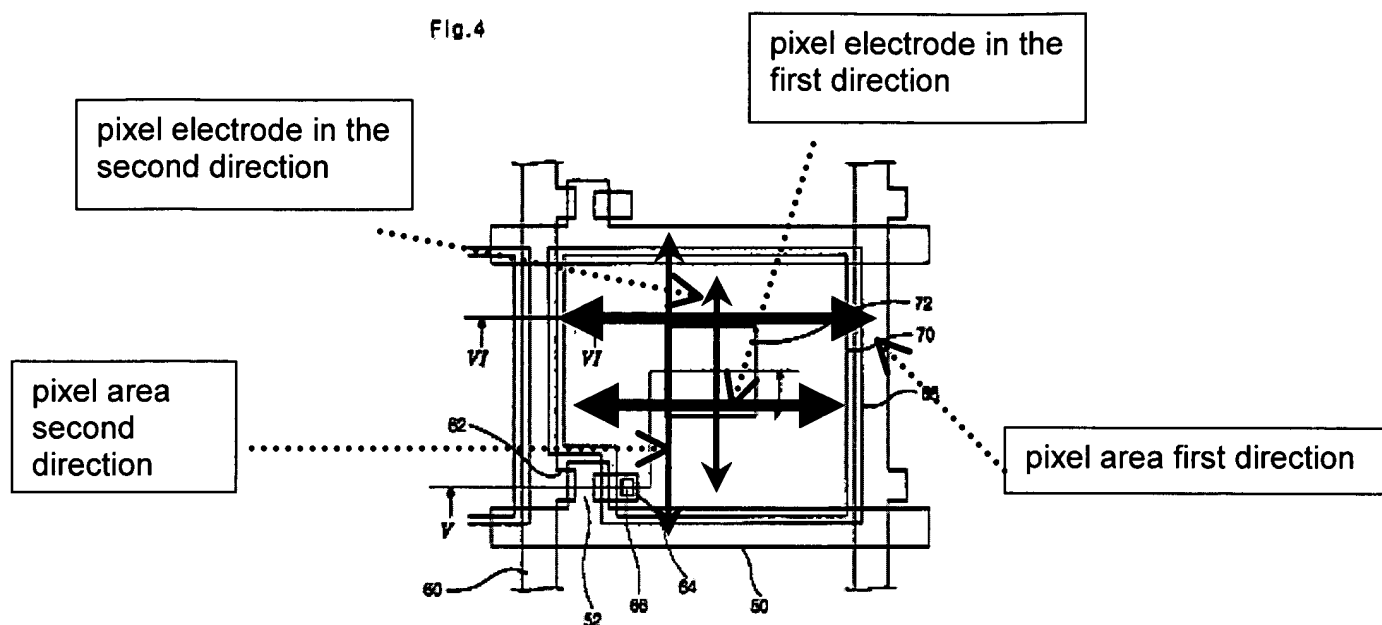 Fig.4
pixel electrode in the
first direction
pixel electrode in the
second direction
72
VI
VI
70
65
pixel area
second
direction
62
pixel area first direction
V
60
52
66
64
50